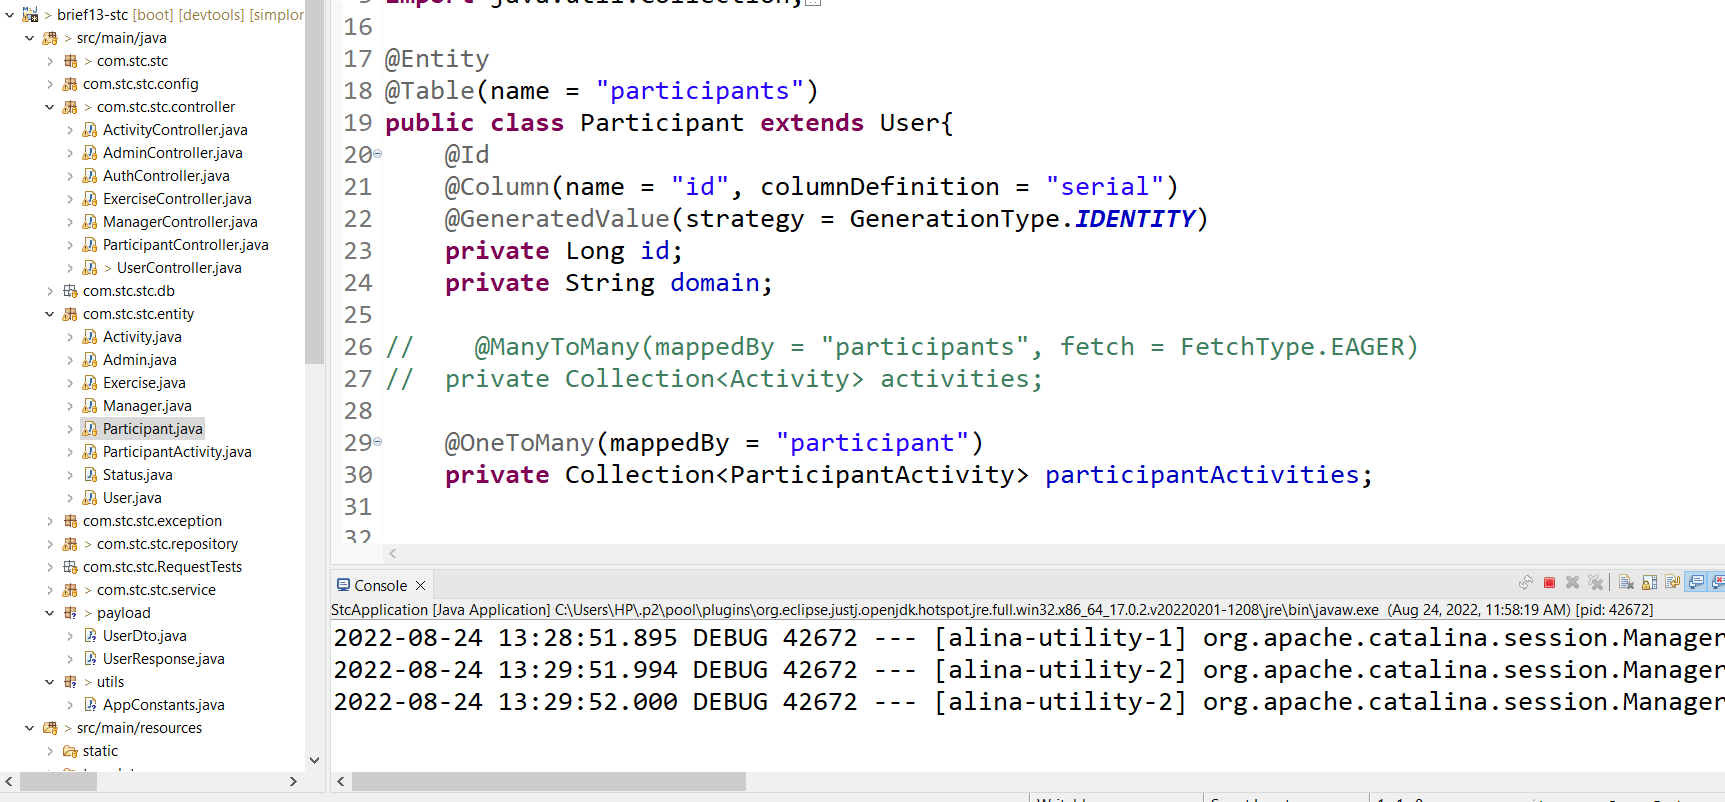 brief13-stc [boot] [devtools] [simplor
src/main/java
com.stc.stc
com.stc.stc.config
com.stc.stc.controller
ActivityController.java
AdminController.java
AuthController.java
ExerciseController.java
ManagerController.java
ParticipantController.java
UserController.java
com.stc.stc.db
com.stc.stc.entity
Activity.java
Admin.java
Exercise.java
Manager.java
Participant.java
ParticipantActivity.java
Status.java
User.java
com.stc.stc.exception
com.stc.stc.repository
com.stc.stc.RequestTests
com.stc.stc.service
payload
UserDto.java
UserResponse.java
utils
AppConstants.java
src/main/resources
static
import java.util.Collection;
16
17 @Entity
18 @Table(name = "participants")
19 public class Participant extends User{
20 @Id
21 @Column(name = "id", columnDefinition = "serial")
22 @GeneratedValue(strategy = GenerationType.IDENTITY)
23 private Long id;
24 private String domain;
25
26 // @ManyToMany(mappedBy = "participants", fetch = FetchType.EAGER)
27 // private Collection<Activity> activities;
28
29 @OneToMany(mappedBy = "participant")
30 private Collection<ParticipantActivity> participantActivities;
31
32
Console
StcApplication [Java Application] C:\Users\HP\.p2\pool\plugins\org.eclipse.justj.openjdk.hotspot.jre.full.win32.x86_64_17.0.2.v20220201-1208\jre\bin\javaw.exe (Aug 24, 2022, 11:58:19 AM) [pid: 42672]
2022-08-24 13:28:51.895 DEBUG 42672 --- [alina-utility-1] org.apache.catalina.session.Manager
2022-08-24 13:29:51.994 DEBUG 42672 --- [alina-utility-2] org.apache.catalina.session.Manager
2022-08-24 13:29:52.000 DEBUG 42672 --- [alina-utility-2] org.apache.catalina.session.Manager